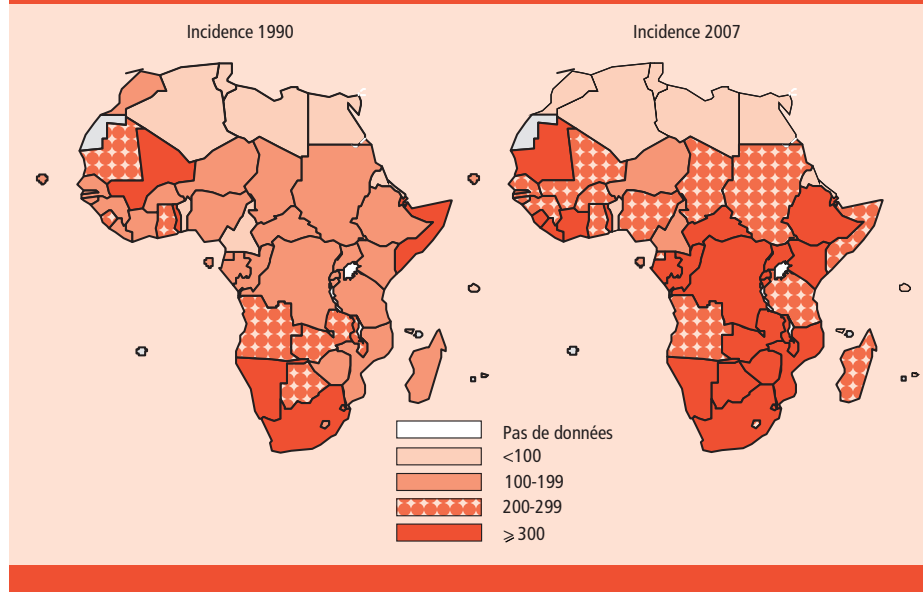 Incidence 1990
Incidence 2007
Pas de données
<100
100-199
200-299
⩾300